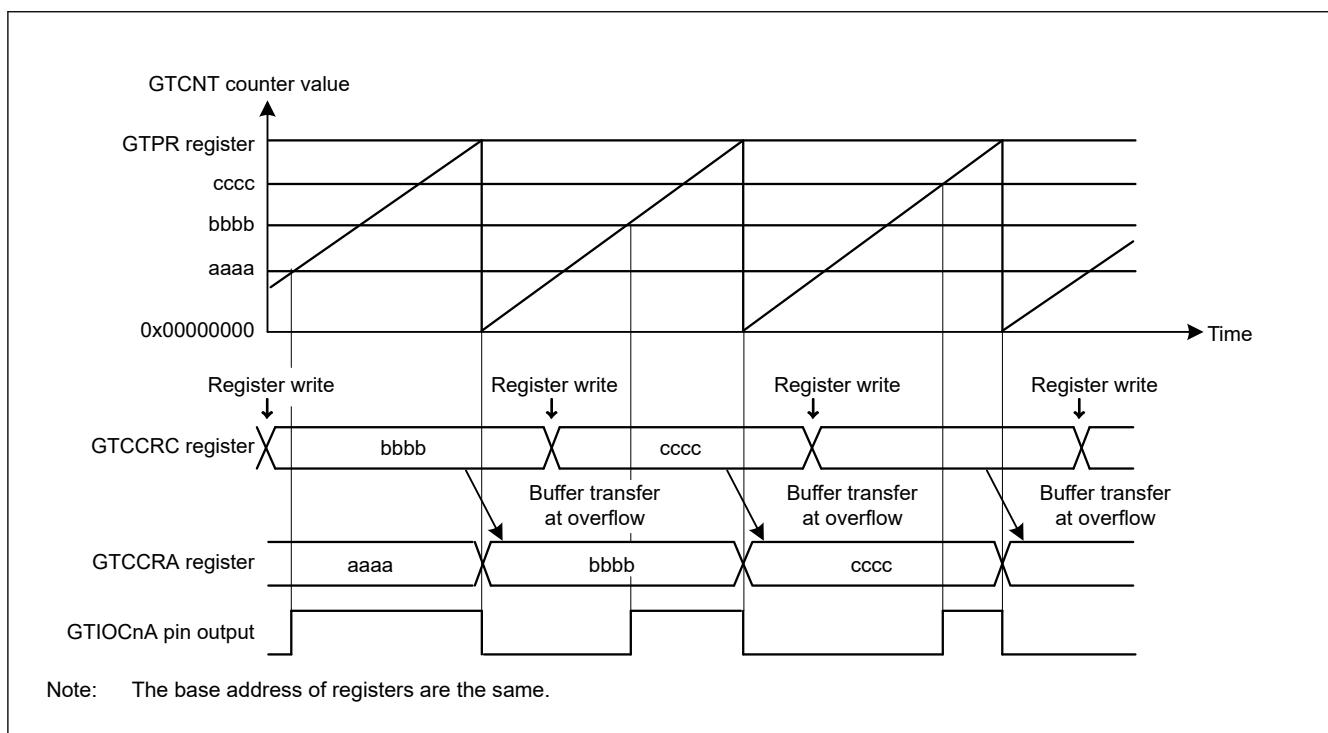 GTCNT counter value
GTPR register
cccc
bbbb
aaaa
0x00000000
Time
Register write Register write Register write Register write
GTCCRC register bbbb cccc
Buffer transfer Buffer transfer Buffer transfer
at overflow at overflow at overflow
GTCCRA register aaaa bbbb cccc
GTIOCnA pin output
Note: The base address of registers are the same.